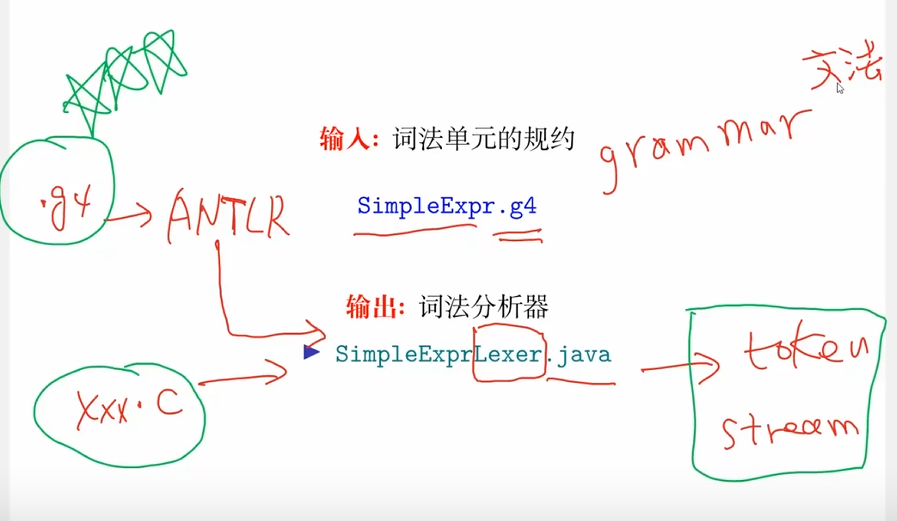 文法
输入: 词法单元的规约
grammar
.g4
ANTLR
SimpleExpr.g4
输出: 词法分析器
SimpleExprLexer.java
token
stream
Xxx.C